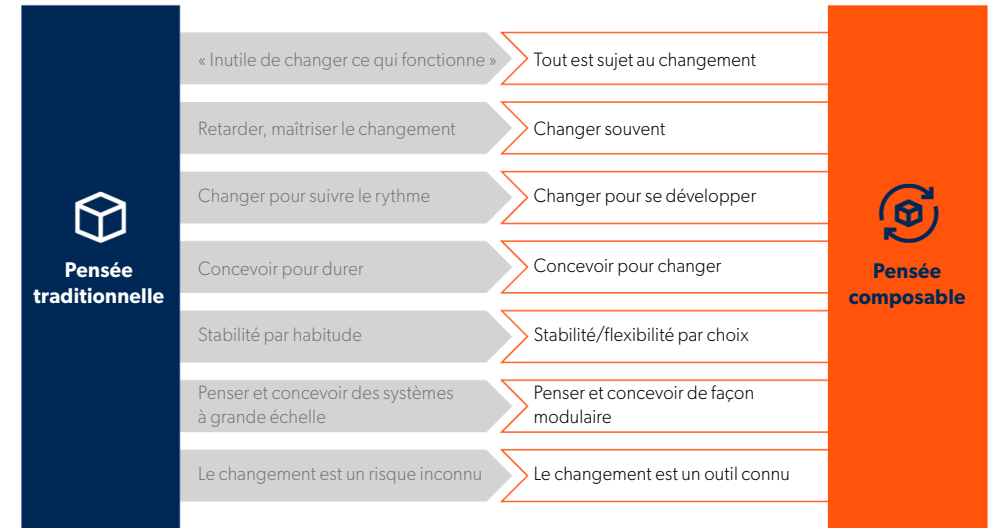 Pensée
traditionnelle
« Inutile de changer ce qui fonctionne »
Tout est sujet au changement
Retarder, maîtriser le changement
Changer souvent
Changer pour suivre le rythme
Changer pour se développer
Concevoir pour durer
Concevoir pour changer
Stabilité par habitude
Stabilité/flexibilité par choix
Penser et concevoir des systèmes
à grande échelle
Penser et concevoir de façon
modulaire
Le changement est un risque inconnu
Le changement est un outil connu
Pensée
composable